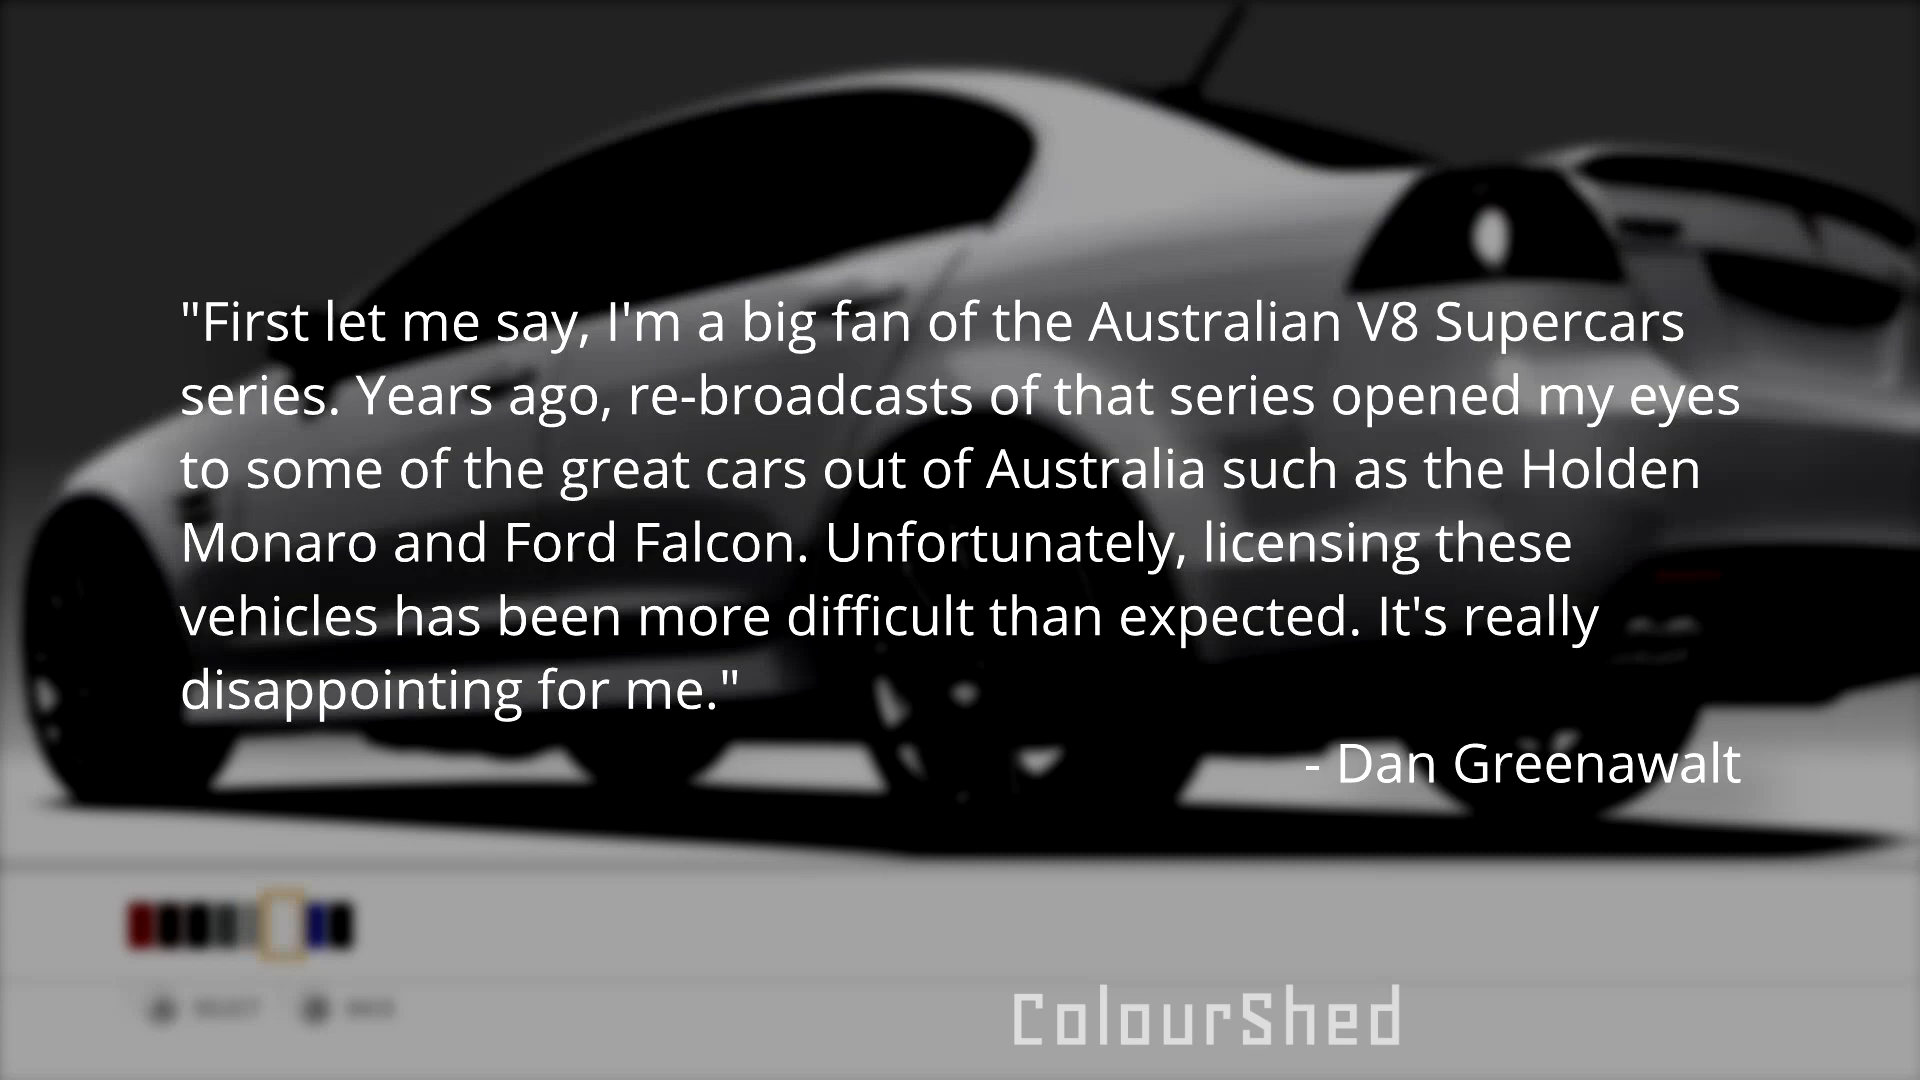 "First let me say, I'm a big fan of the Australian V8 Supercars
series. Years ago, re-broadcasts of that series opened my eyes
to some of the great cars out of Australia such as the Holden
Monaro and Ford Falcon. Unfortunately, licensing these
vehicles has been more difficult than expected. It's really
disappointing for me."
- Dan Greenawalt
ColourShed